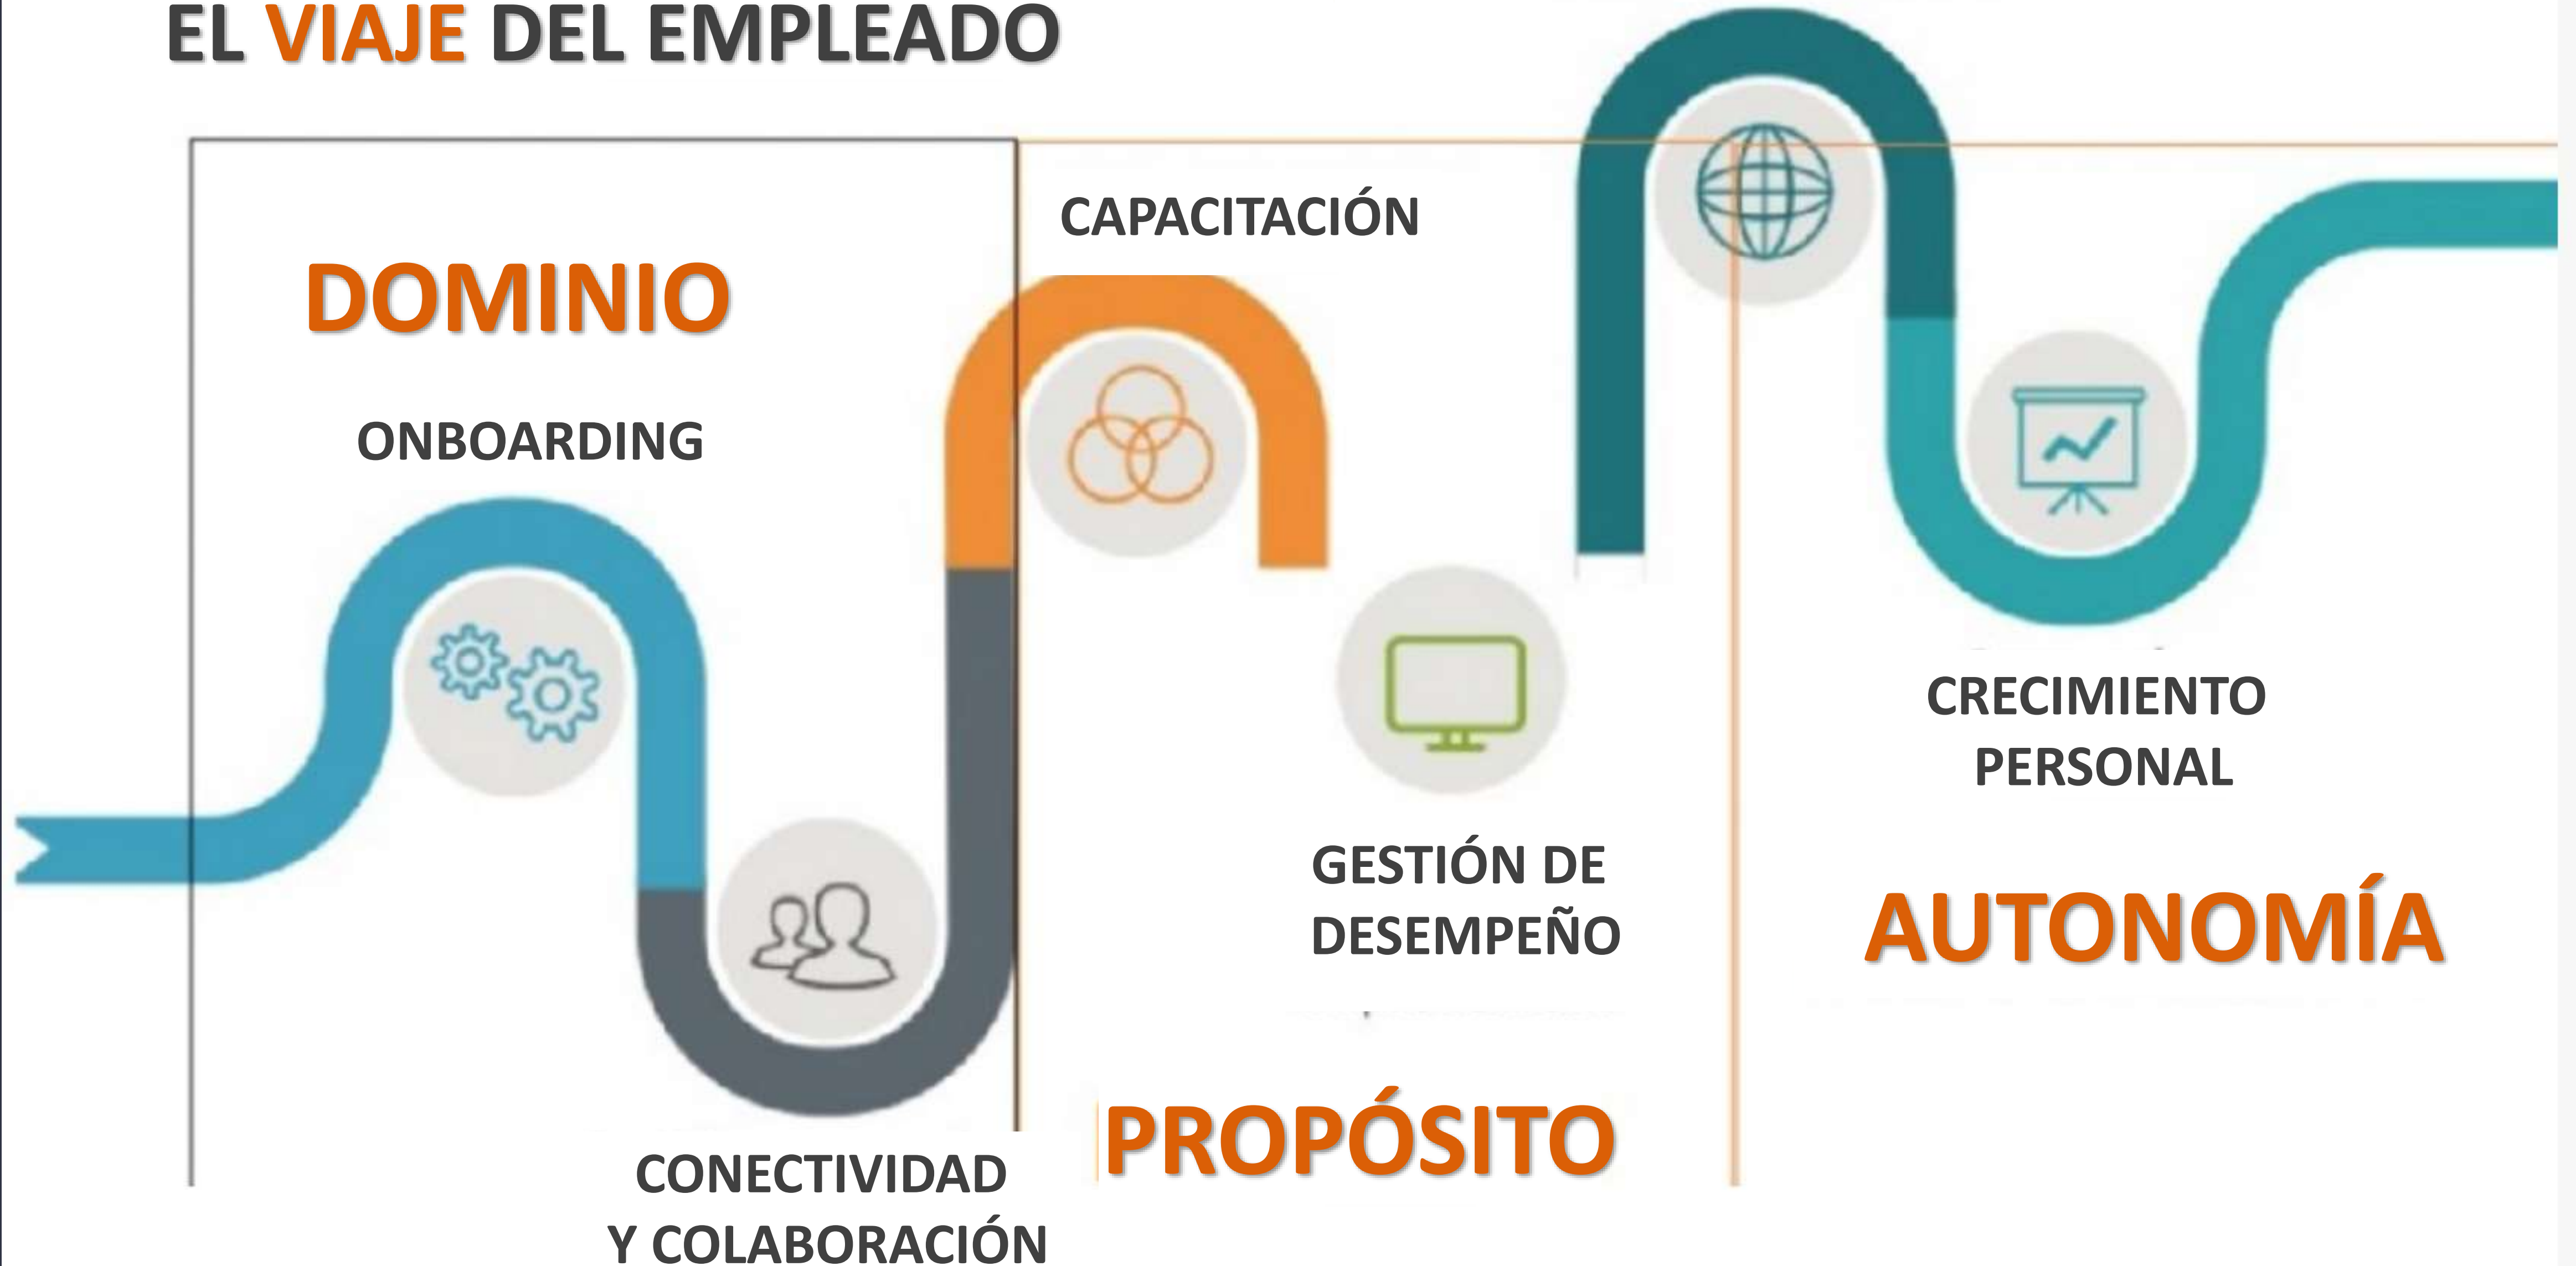 EL VIAJE DEL EMPLEADO
DOMINIO
ONBOARDING
CONECTIVIDAD
Y COLABORACIÓN
CAPACITACIÓN
GESTIÓN DE
DESEMPEÑO
PROPÓSITO
CRECIMIENTO
PERSONAL
AUTONOMÍA